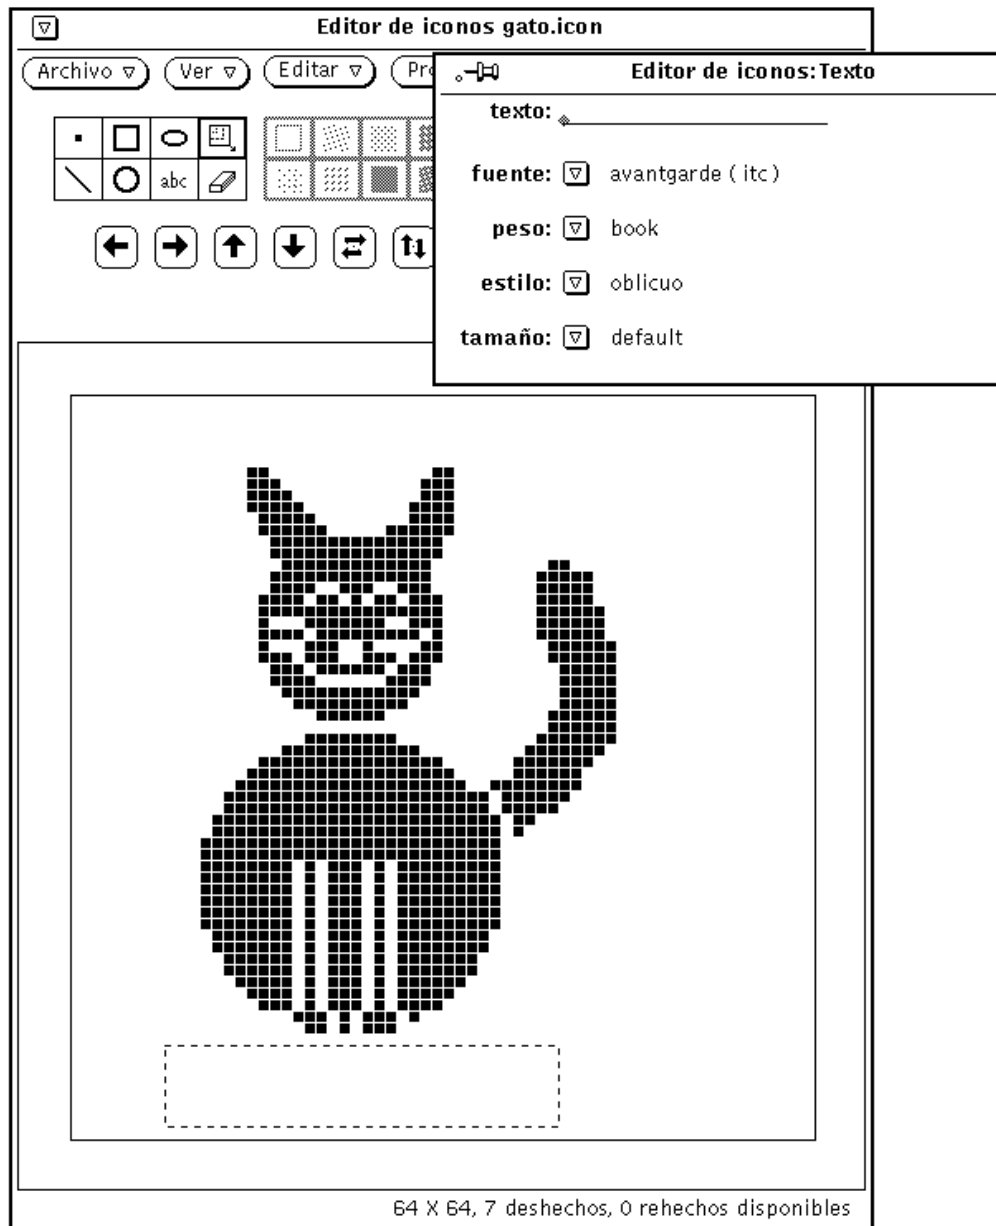 Editor de iconos gato.icon
Archivo Ver Editar Pr
Editor de iconos:Texto
texto:
abc
fuente: avantgarde ( itc )
peso: book
estilo: oblicuo
tamaño: default
64 X 64, 7 deshechos, 0 rehechos disponibles